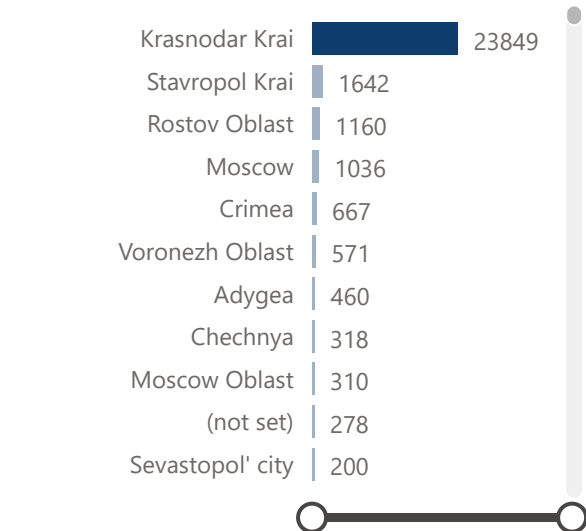 Krasnodar Krai 23849
Stavropol Krai 1642
Rostov Oblast 1160
Moscow 1036
Crimea 667
Voronezh Oblast 571
Adygea 460
Chechnya 318
Moscow Oblast 310
(not set) 278
Sevastopol' city 200